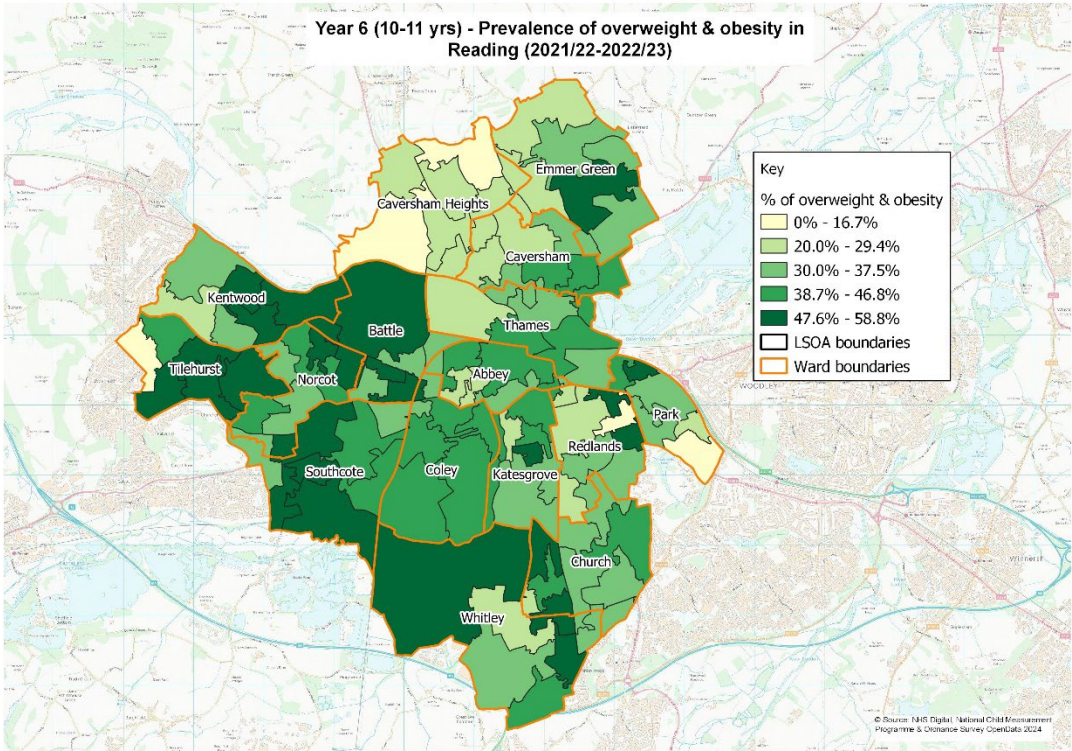 Year 6 (10-11 yrs) - Prevalence of overweight & obesity in
Reading (2021/22-2022/23)
Emmer Green
Caversham Heights
Caversham
Kentwood
Battle
Thames
Tilehurst
Norcot
Abbey
Park
WOODLEY
Redlands
Southcote
Coley
Katesgrove
Church
Winnersh
Whitley
Key
% of overweight & obesity
0% - 16.7%
20.0% - 29.4%
30.0% - 37.5%
38.7% - 46.8%
47.6% - 58.8%
LSOA boundaries
Ward boundaries
© Source: NHS Digital, National Child Measurement
Programme & Ordnance Survey OpenData 2024